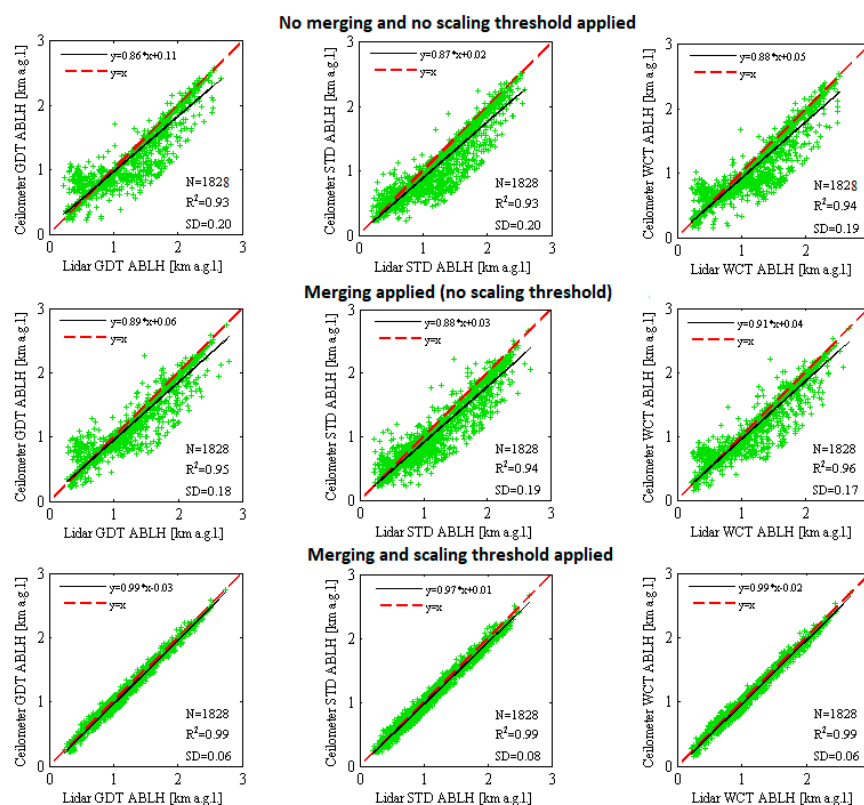 No merging and no scaling threshold applied
3
2
1
0
0
1
2
3
Ceilometer GDT ABLH [km a.g.l.]
Lidar GDT ABLH [km a.g.l.]
y=0.86*x+0.11
y=x
N=1828
R²=0.93
SD=0.20
3
2
1
0
0
1
2
3
Ceilometer STD ABLH [km a.g.l.]
Lidar STD ABLH [km a.g.l.]
y=0.87*x+0.02
y=x
N=1828
R²=0.93
SD=0.20
3
2
1
0
0
1
2
Ceilometer WCT ABLH [km a.g.l.]
Lidar WCT ABLH [km a.g.l.]
y=0.88*x+0.05
y=x
N=1828
R²=0.94
SD=0.19
Merging applied (no scaling threshold)
3
2
1
0
0
1
2
3
Ceilometer GDT ABLH [km a.g.l.]
Lidar GDT ABLH [km a.g.l.]
y=0.89*x+0.06
y=x
N=1828
R²=0.95
SD=0.18
3
2
1
0
0
1
2
3
Ceilometer STD ABLH [km a.g.l.]
Lidar STD ABLH [km a.g.l.]
y=0.88*x+0.03
y=x
N=1828
R²=0.94
SD=0.19
3
2
1
0
0
1
2
Ceilometer WCT ABLH [km a.g.l.]
Lidar WCT ABLH [km a.g.l.]
y=0.91*x+0.04
y=x
N=1828
R²=0.96
SD=0.17
Merging and scaling threshold applied
3
2
1
0
0
1
2
3
Ceilometer GDT ABLH [km a.g.l.]
Lidar GDT ABLH [km a.g.l.]
y=0.99*x-0.03
y=x
N=1828
R²=0.99
SD=0.06
3
2
1
0
0
1
2
3
Ceilometer STD ABLH [km a.g.l.]
Lidar STD ABLH [km a.g.l.]
y=0.97*x+0.01
y=x
N=1828
R²=0.99
SD=0.08
3
2
1
0
0
1
2
Ceilometer WCT ABLH [km a.g.l.]
Lidar WCT ABLH [km a.g.l.]
y=0.99*x-0.02
y=x
N=1828
R²=0.99
SD=0.06